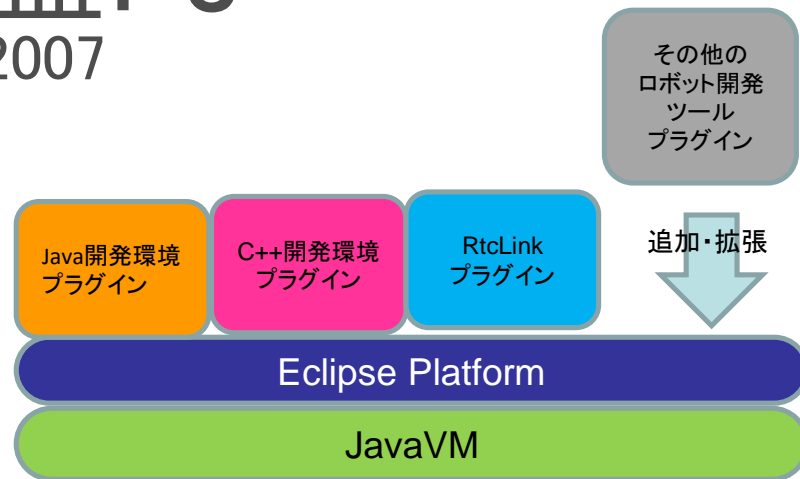 2007
その他の
ロボット開発
ツール
プラグイン
Java開発環境
プラグイン
C++開発環境
プラグイン
RtcLink
プラグイン
追加・拡張
Eclipse Platform
JavaVM